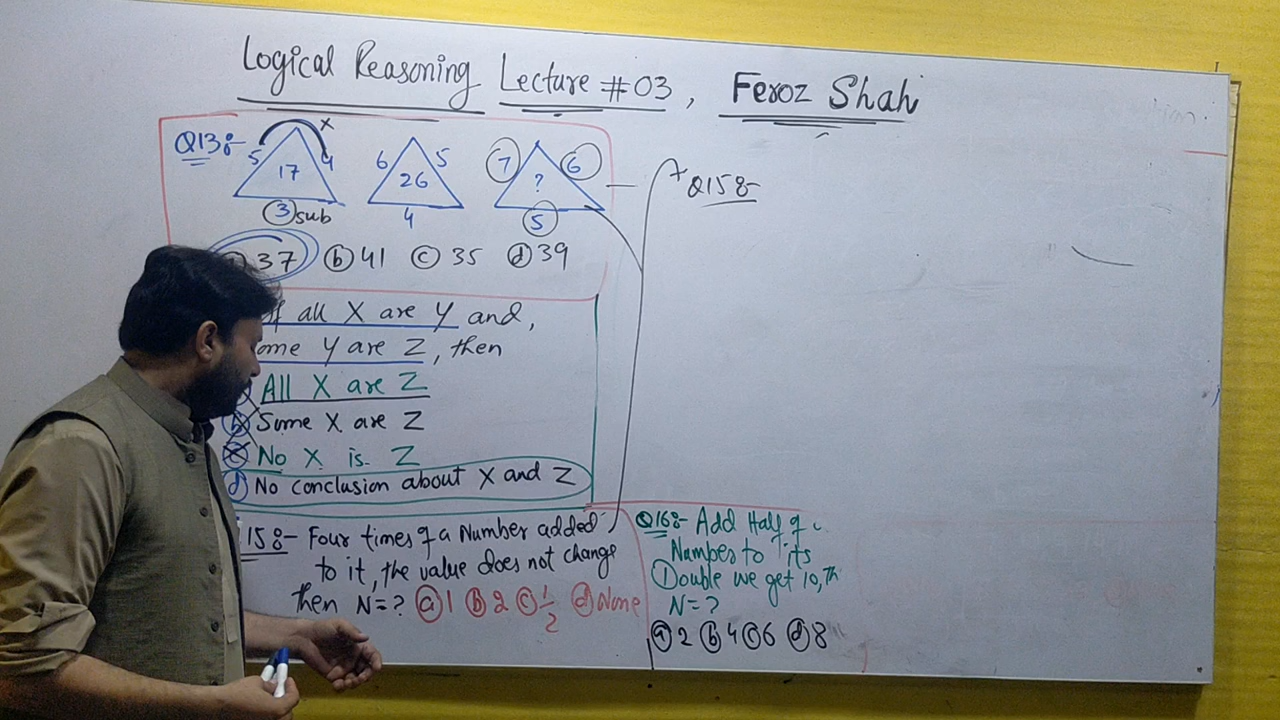 Logical Reasoning Lecture #03, Feroz Shah
Q13:-
5 17 4 x
3 sub
6 26 5
4
7 ? 6
5
37 (b) 41 (c) 35 (d) 39
all X are Y and,
Y are Z, then
All X are Z
(b) Some X are Z
(c) No X is Z
(d) No conclusion about X and Z
15:- Four times of a Number added
to it, the value does not change
then N=? (a) 1 (b) 2 (c) 1/2 (d) None
Q15:-
Q16:- Add Half of
Number to its
Double we get 10,
N=?
(a) 2 (b) 4 (c) 6 (d) 8